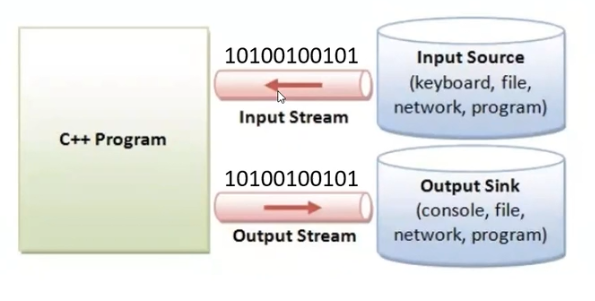 C++ Program
10100100101
Input Stream
Input Source
(keyboard, file,
network, program)
10100100101
Output Stream
Output Sink
(console, file,
network, program)